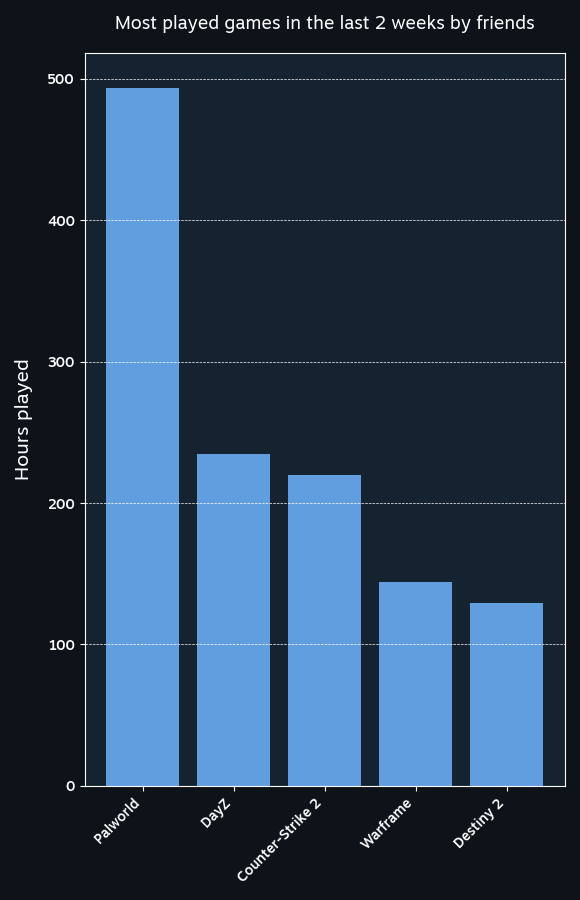 Most played games in the last 2 weeks by friends
Hours played
500
400
300
200
100
0
Palworld
DayZ
Counter-Strike 2
Warframe
Destiny 2